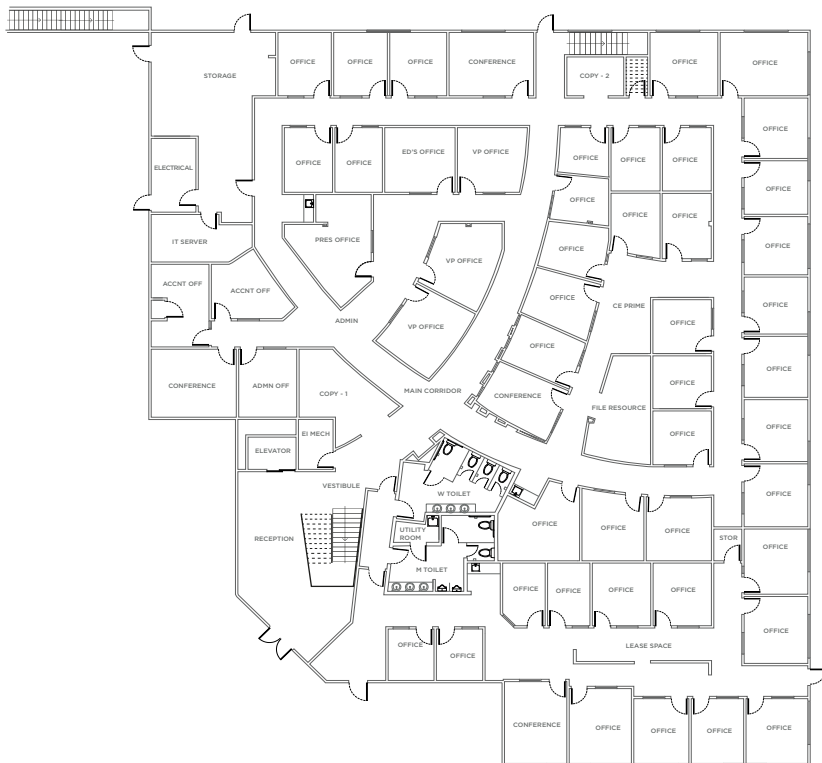 OFFICE
OFFICE
OFFICE
CONFERENCE
OFFICE
OFFICE
STORAGE
COPY - 2
OFFICE
ED'S OFFICE
VP OFFICE
OFFICE
OFFICE
OFFICE
OFFICE
OFFICE
ELECTRICAL
OFFICE
OFFICE
OFFICE
OFFICE
PRES OFFICE
IT SERVER
OFFICE
OFFICE
VP OFFICE
ACCNT OFF
ACCNT OFF
OFFICE
CE PRIME
OFFICE
ADMIN
VP OFFICE
OFFICE
OFFICE
OFFICE
CONFERENCE
ADMN OFF
COPY - 1
MAIN CORRIDOR
CONFERENCE
OFFICE
FILE RESOURCE
EI MECH
OFFICE
OFFICE
ELEVATOR
VESTIBULE
W TOILET
OFFICE
RECEPTION
UTILITY
ROOM
OFFICE
OFFICE
OFFICE
STOR
M TOILET
OFFICE
OFFICE
OFFICE
OFFICE
OFFICE
OFFICE
OFFICE
OFFICE
LEASE SPACE
CONFERENCE
OFFICE
OFFICE
OFFICE
OFFICE